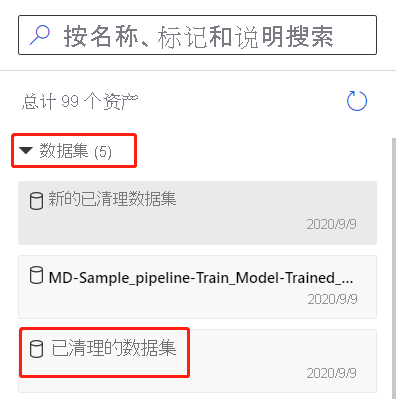 按名称、标记和说明搜索
总计 99 个资产
数据集 (5)
新的已清理数据集
2020/9/9
MD-Sample_pipeline-Train_Model-Trained_...
2020/9/9
已清理的数据集
2020/9/9